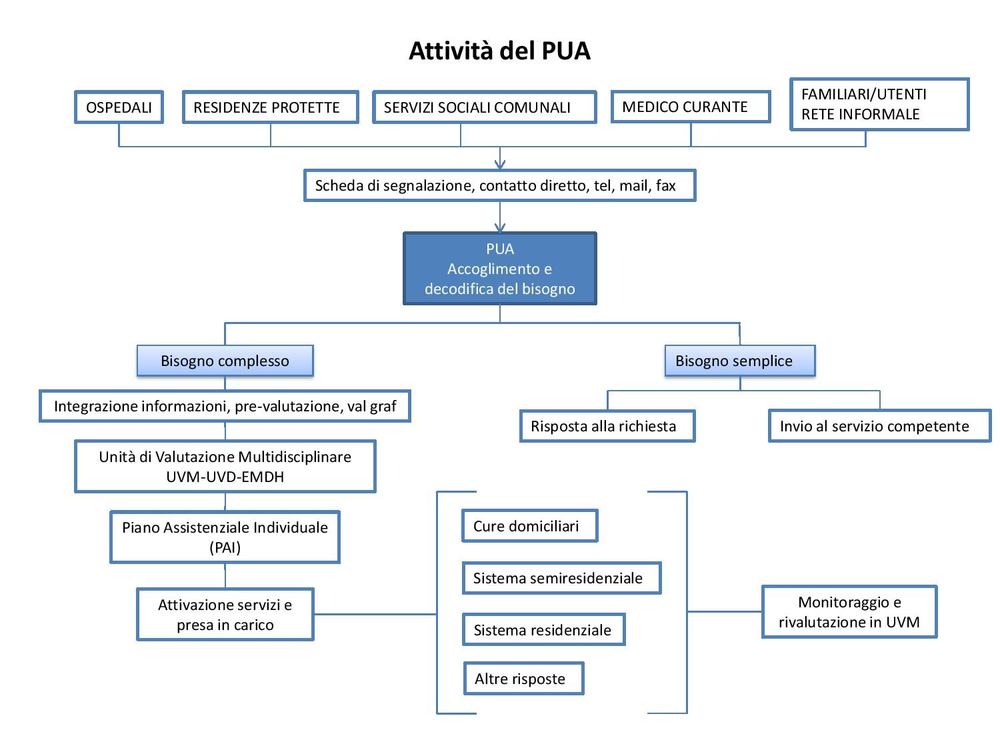 Attività del PUA
OSPEDALI
RESIDENZE PROTETTE
SERVIZI SOCIALI COMUNALI
MEDICO CURANTE
FAMILIARI/UTENTI
RETE INFORMALE
Scheda di segnalazione, contatto diretto, tel, mail, fax
PUA
Accoglimento e
decodifica del bisogno
Bisogno complesso
Bisogno semplice
Integrazione informazioni, pre-valutazione, val graf
Risposta alla richiesta
Invio al servizio competente
Unità di Valutazione Multidisciplinare
UVM-UVD-EMDH
Piano Assistenziale Individuale
(PAI)
Attivazione servizi e
presa in carico
Cure domiciliari
Sistema semiresidenziale
Sistema residenziale
Altre risposte
Monitoraggio e
rivalutazione in UVM